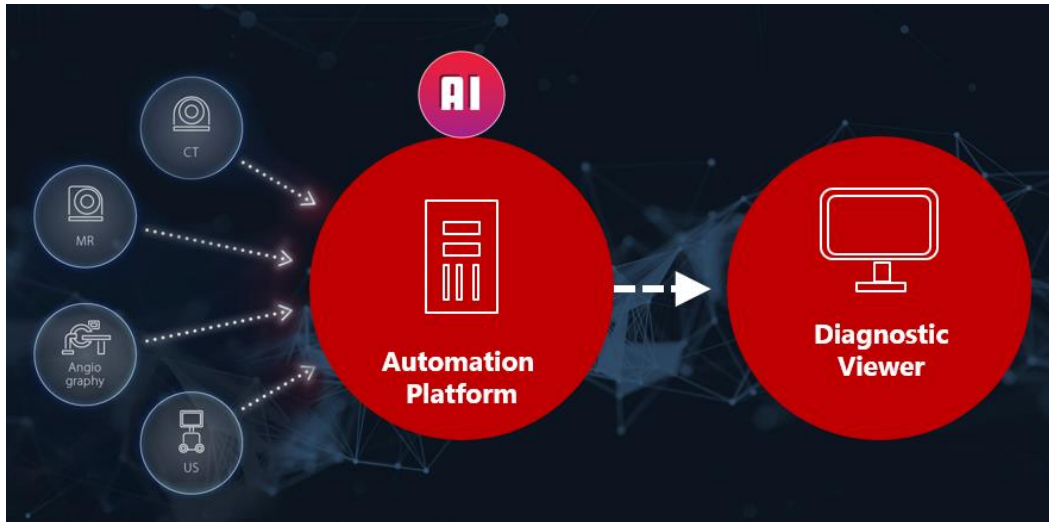 AI
CT
MR
Angio
graphy
US
Automation
Platform
Diagnostic
Viewer